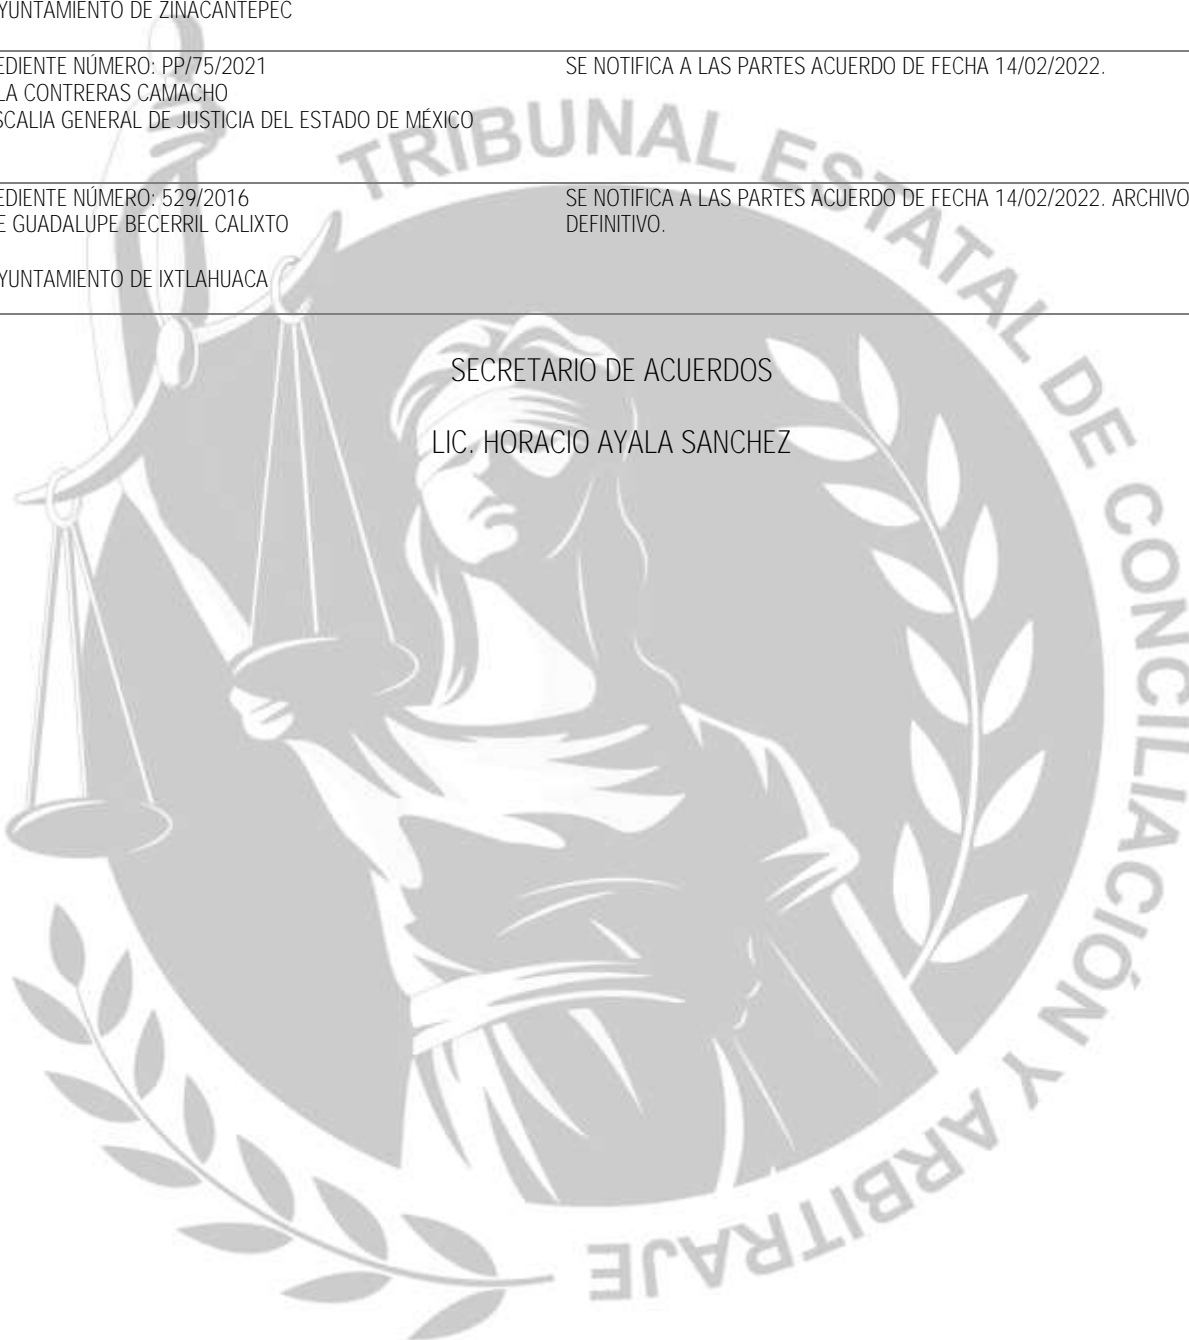 YUNTAMIENTO DE ZINACANTEPEC
EDIENTE NÚMERO: PP/75/2021
SE NOTIFICA A LAS PARTES ACUERDO DE FECHA 14/02/2022.
LA CONTRERAS CAMACHO
SCALIA GENERAL DE JUSTICIA DEL ESTADO DE MÉXICO
EDIENTE NÚMERO: 529/2016
SE NOTIFICA A LAS PARTES ACUERDO DE FECHA 14/02/2022. ARCHIVO
E GUADALUPE BECERRIL CALIXTO
DEFINITIVO.
YUNTAMIENTO DE IXTLAHUACA
SECRETARIO DE ACUERDOS
LIC. HORACIO AYALA SANCHEZ
TRIBUNAL ESTATAL DE CONCILIACIÓN Y ARBITRAJE